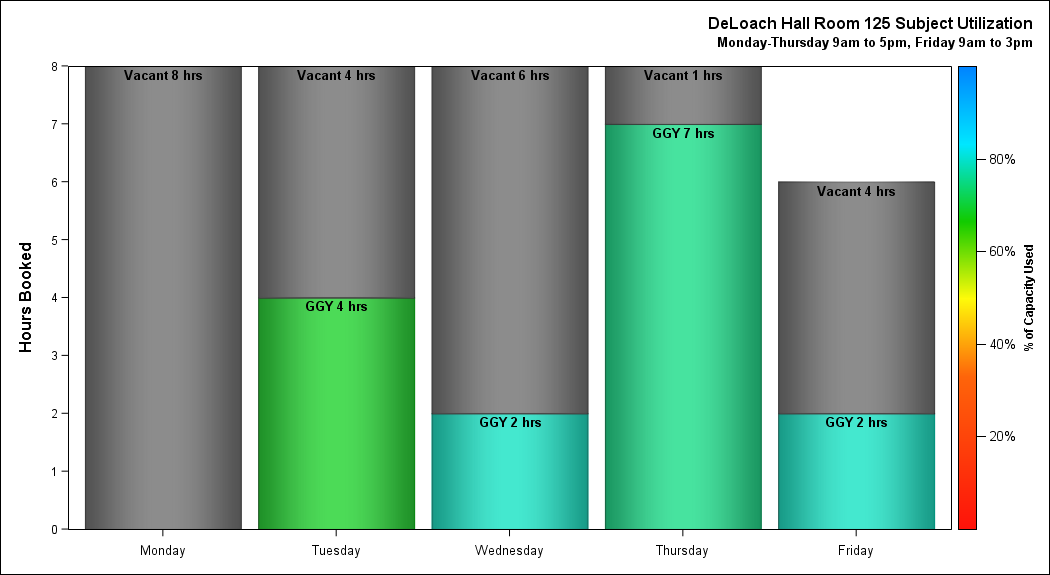 DeLoach Hall Room 125 Subject Utilization
Monday-Thursday 9am to 5pm, Friday 9am to 3pm
Hours Booked
8
7
6
5
4
3
2
1
0
Vacant 8 hrs
Vacant 4 hrs
GGY 4 hrs
Vacant 6 hrs
GGY 2 hrs
Vacant 1 hrs
GGY 7 hrs
Vacant 4 hrs
GGY 2 hrs
Monday
Tuesday
Wednesday
Thursday
Friday
80%
60%
40%
20%
% of Capacity Used